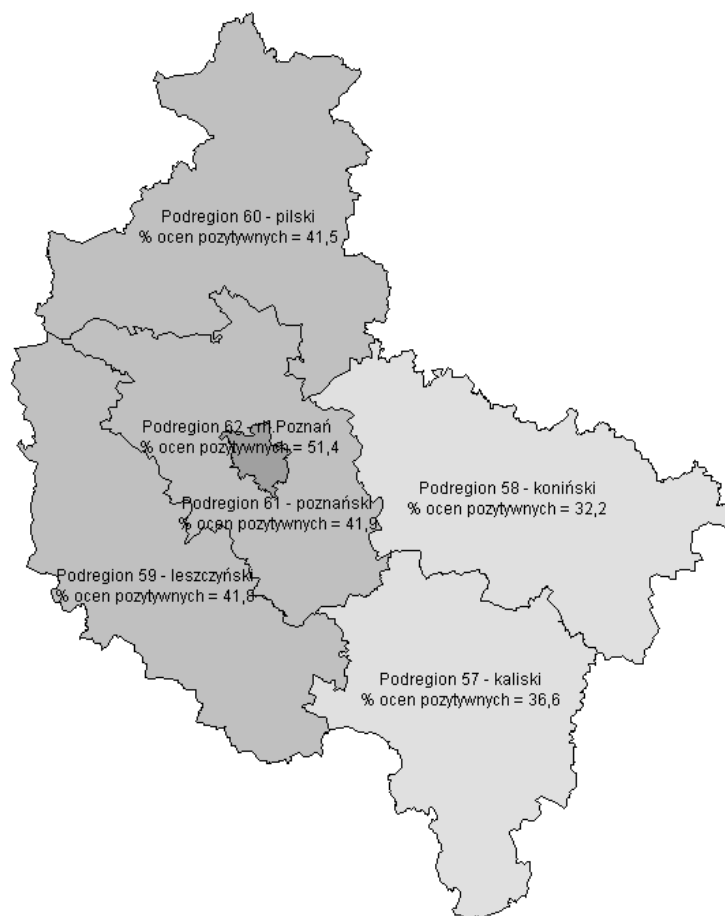 Podregion 60 - pilski
% ocen pozytywnych = 41,5
Podregion 62 - m.Poznań
% ocen pozytywnych = 51,4
Podregion 58 - koniński
% ocen pozytywnych = 32,2
Podregion 61 - poznański
% ocen pozytywnych = 41,9
Podregion 59 - leszczyński
% ocen pozytywnych = 41,8
Podregion 57 - kaliski
% ocen pozytywnych = 36,6